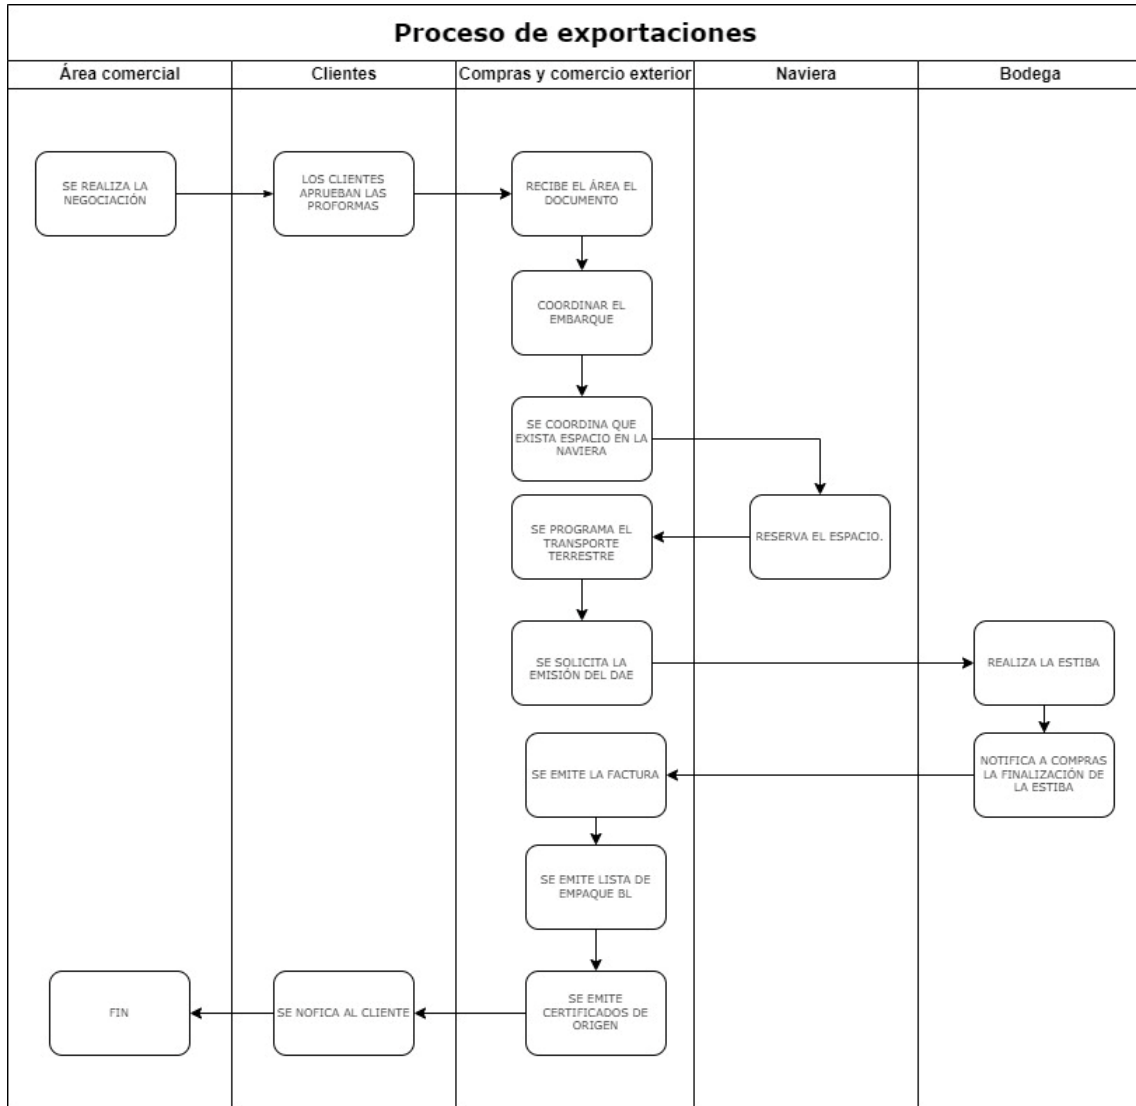 Proceso de exportaciones
Área comercial
Clientes
Compras y comercio exterior
Naviera
Bodega
SE REALIZA LA
NEGOCIACIÓN
LOS CLIENTES
APRUEBAN LAS
PROFORMAS
RECIBE EL ÁREA EL
DOCUMENTO
COORDINAR EL
EMBARQUE
SE COORDINA QUE
EXISTA ESPACIO EN LA
NAVIERA
RESERVA EL ESPACIO.
SE PROGRAMA EL
TRANSPORTE
TERRESTRE
SE SOLICITA LA
EMISIÓN DEL DAE
REALIZA LA ESTIBA
NOTIFICA A COMPRAS
LA FINALIZACIÓN DE
LA ESTIBA
SE EMITE LA FACTURA
SE EMITE LISTA DE
EMPAQUE BL
SE EMITE
CERTIFICADOS DE
ORIGEN
SE NOFICA AL CLIENTE
FIN